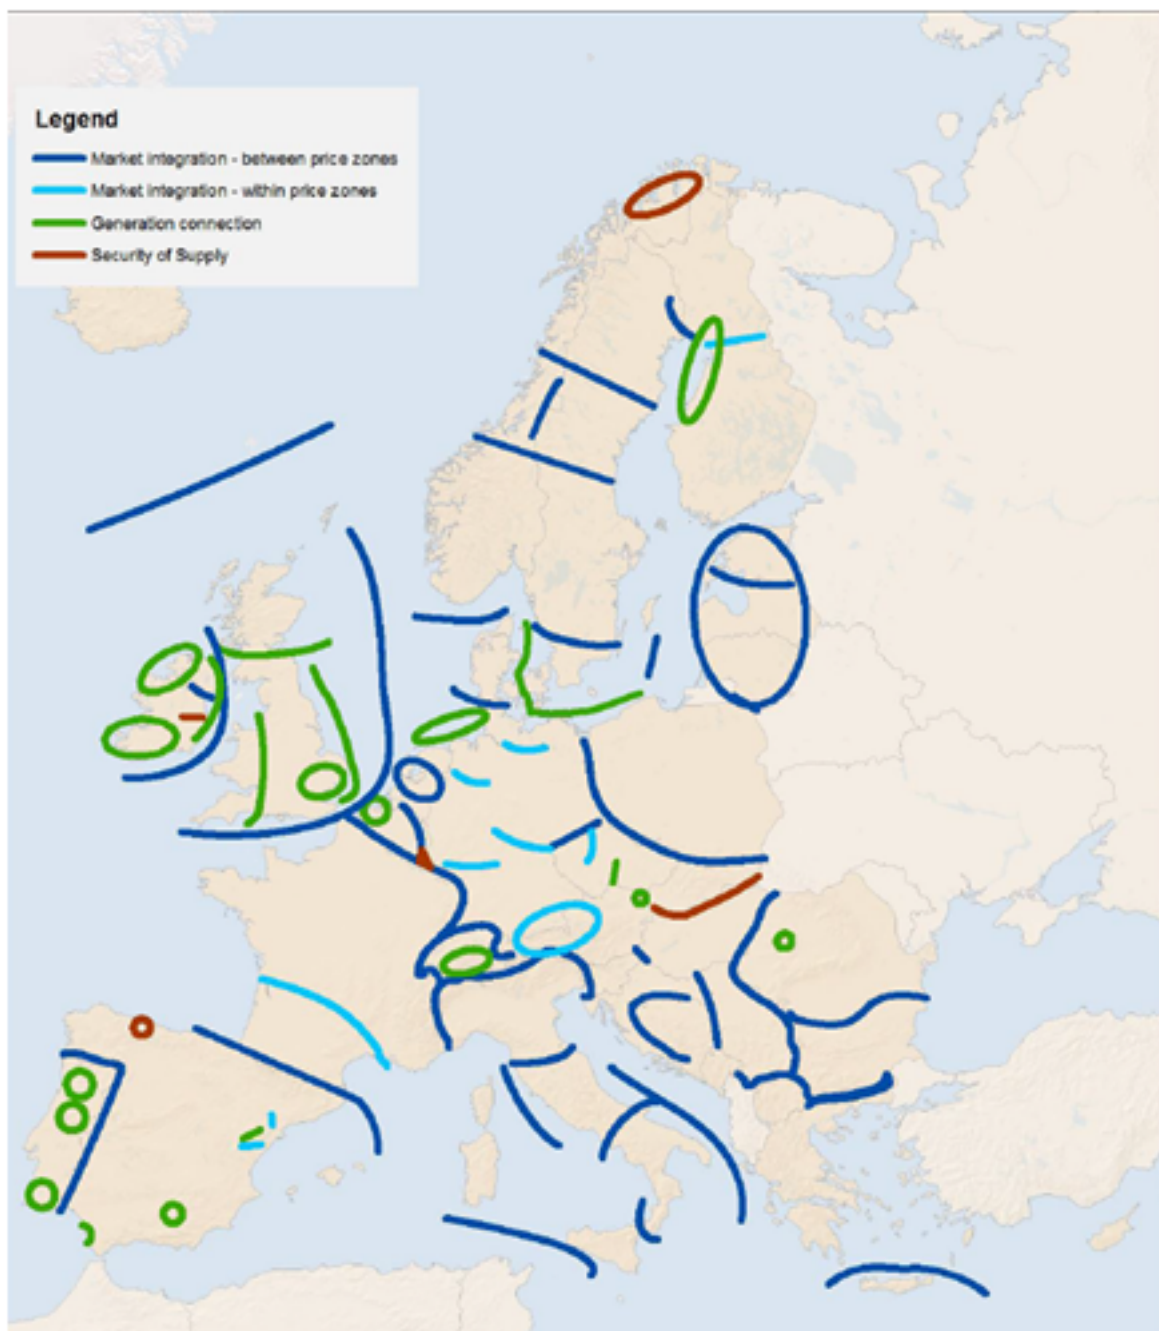 Legend
Market integration - between price zones
Market integration - within price zones
Generation connection
Security of Supply